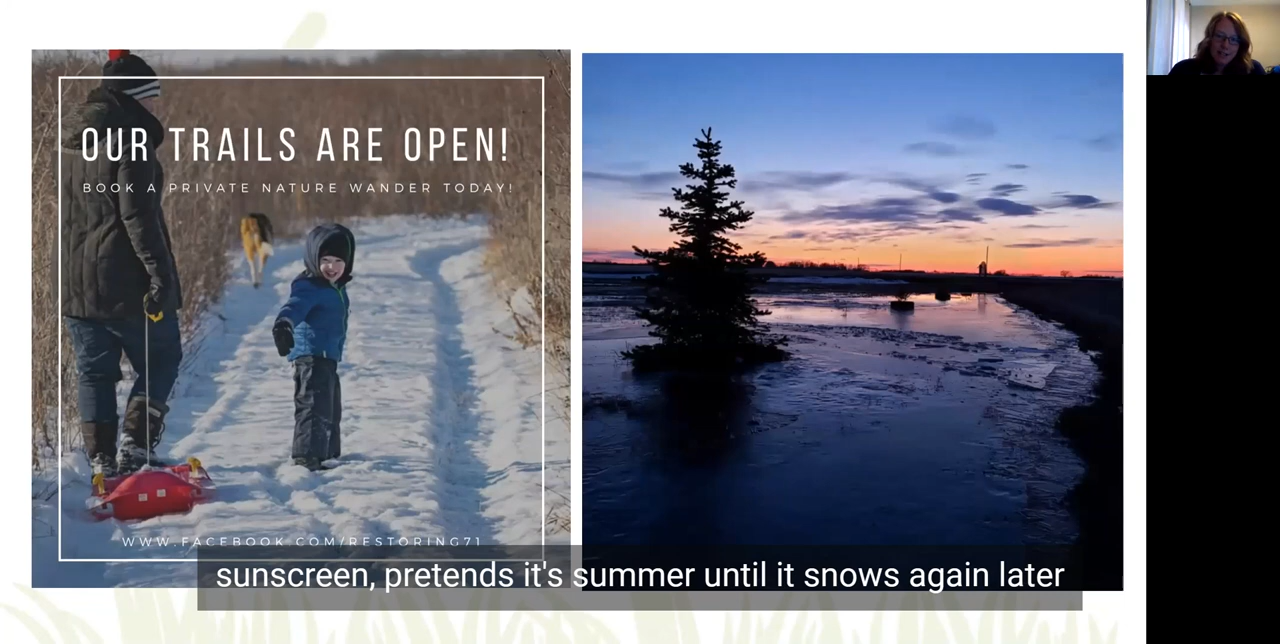 OUR TRAILS ARE OPEN!
BOOK A PRIVATE NATURE WANDER TODAY!
WWW.FACEBOOK.COM/RESTORING71
sunscreen, pretends it's summer until it snows again later